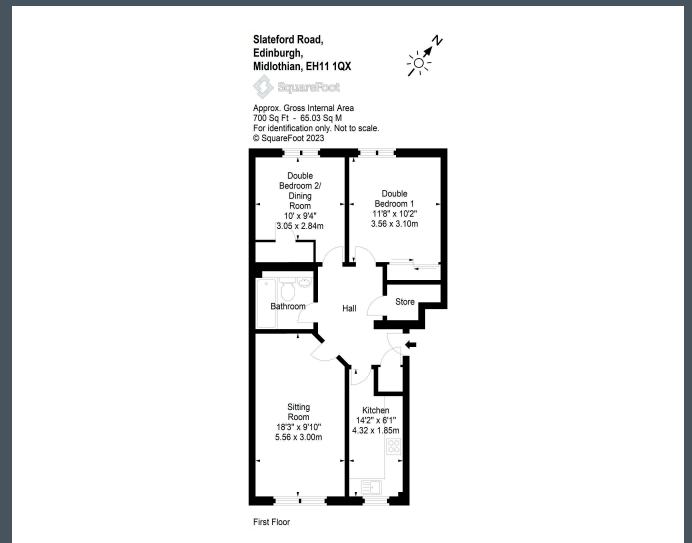 Slateford Road,
Edinburgh,
Midlothian, EH11 1QX
N
SquareFoot
Approx. Gross Internal Area
700 Sq Ft - 65.03 Sq M
For identification only. Not to scale.
© SquareFoot 2023
Double
Bedroom 2/
Dining
Room
10' x 9'4"
3.05 x 2.84m
Double
Bedroom 1
11'8" x 10'2"
3.56 x 3.10m
Bathroom
Hall
Store
Sitting
Room
18'3" x 9'10"
5.56 x 3.00m
Kitchen
14'2" x 6'1"
4.32 x 1.85m
First Floor